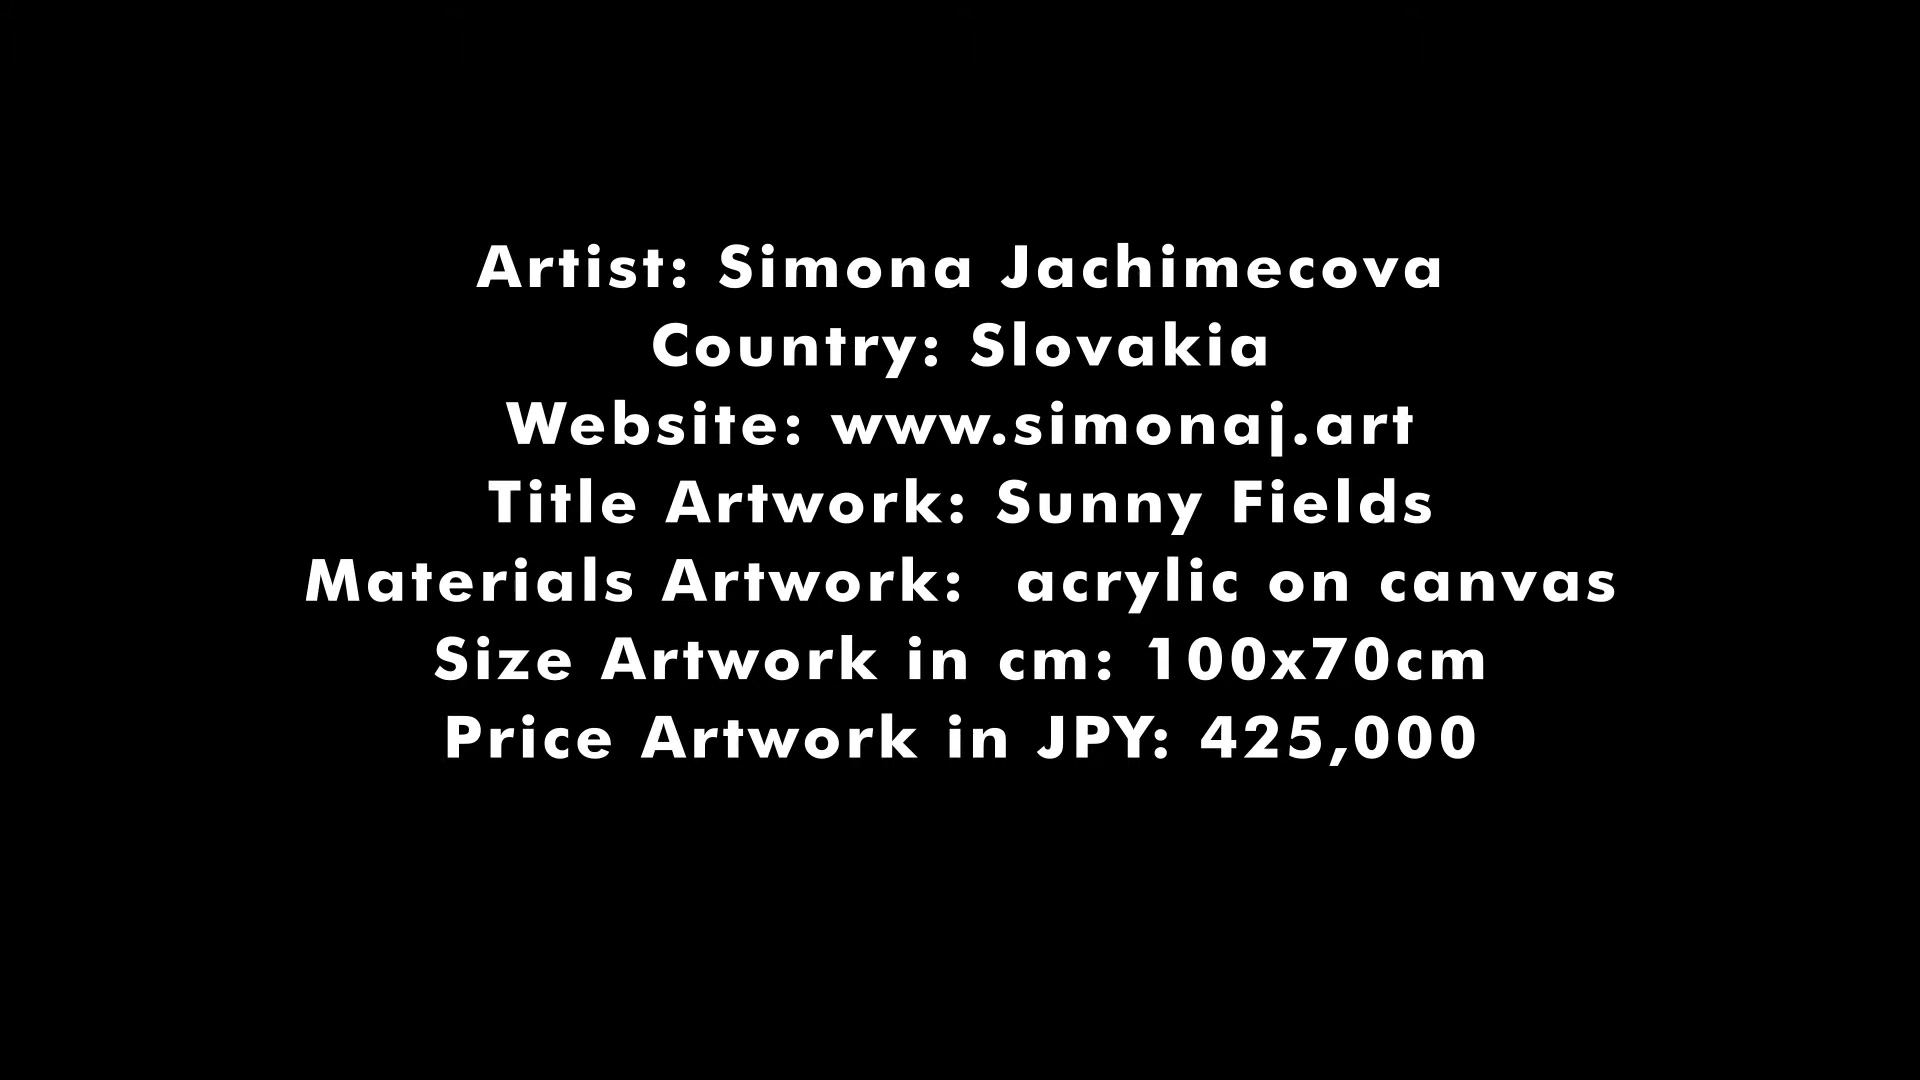 Artist: Simona Jachimecova
Country: Slovakia
Website: www.simonaj.art
Title Artwork: Sunny Fields
Materials Artwork:  acrylic on canvas
Size Artwork in cm: 100x70cm
Price Artwork in JPY: 425,000